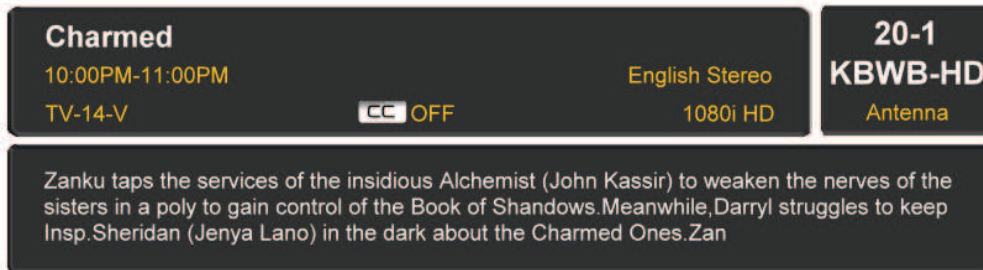 Charmed
10:00PM-11:00PM English Stereo
TV-14-V CC OFF 1080i HD
20-1
KBWB-HD
Antenna
Zanku taps the services of the insidious Alchemist (John Kassir) to weaken the nerves of the
sisters in a poly to gain control of the Book of Shandows.Meanwhile,Darryl struggles to keep
Insp.Sheridan (Jenya Lano) in the dark about the Charmed Ones.Zan